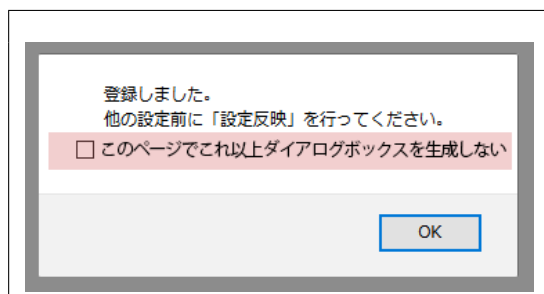 登録しました。
他の設定前に「設定反映」を行ってください。
このページでこれ以上ダイアログボックスを生成しない
OK